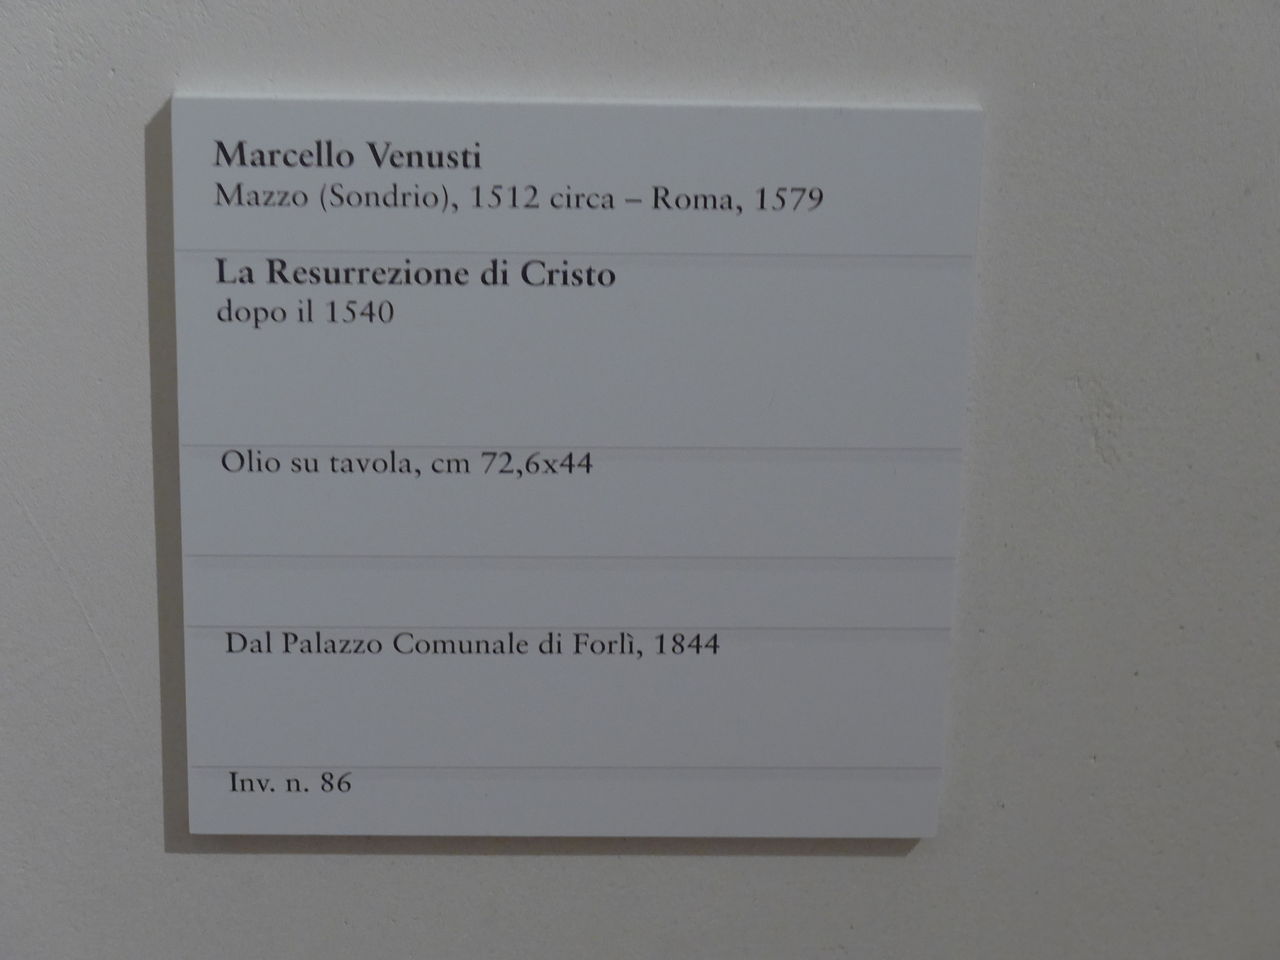 Marcello Venusti
Mazzo (Sondrio), 1512 circa – Roma, 1579
La Resurrezione di Cristo
dopo il 1540
Olio su tavola, cm 72,6x44
Dal Palazzo Comunale di Forlì, 1844
Inv. n. 86